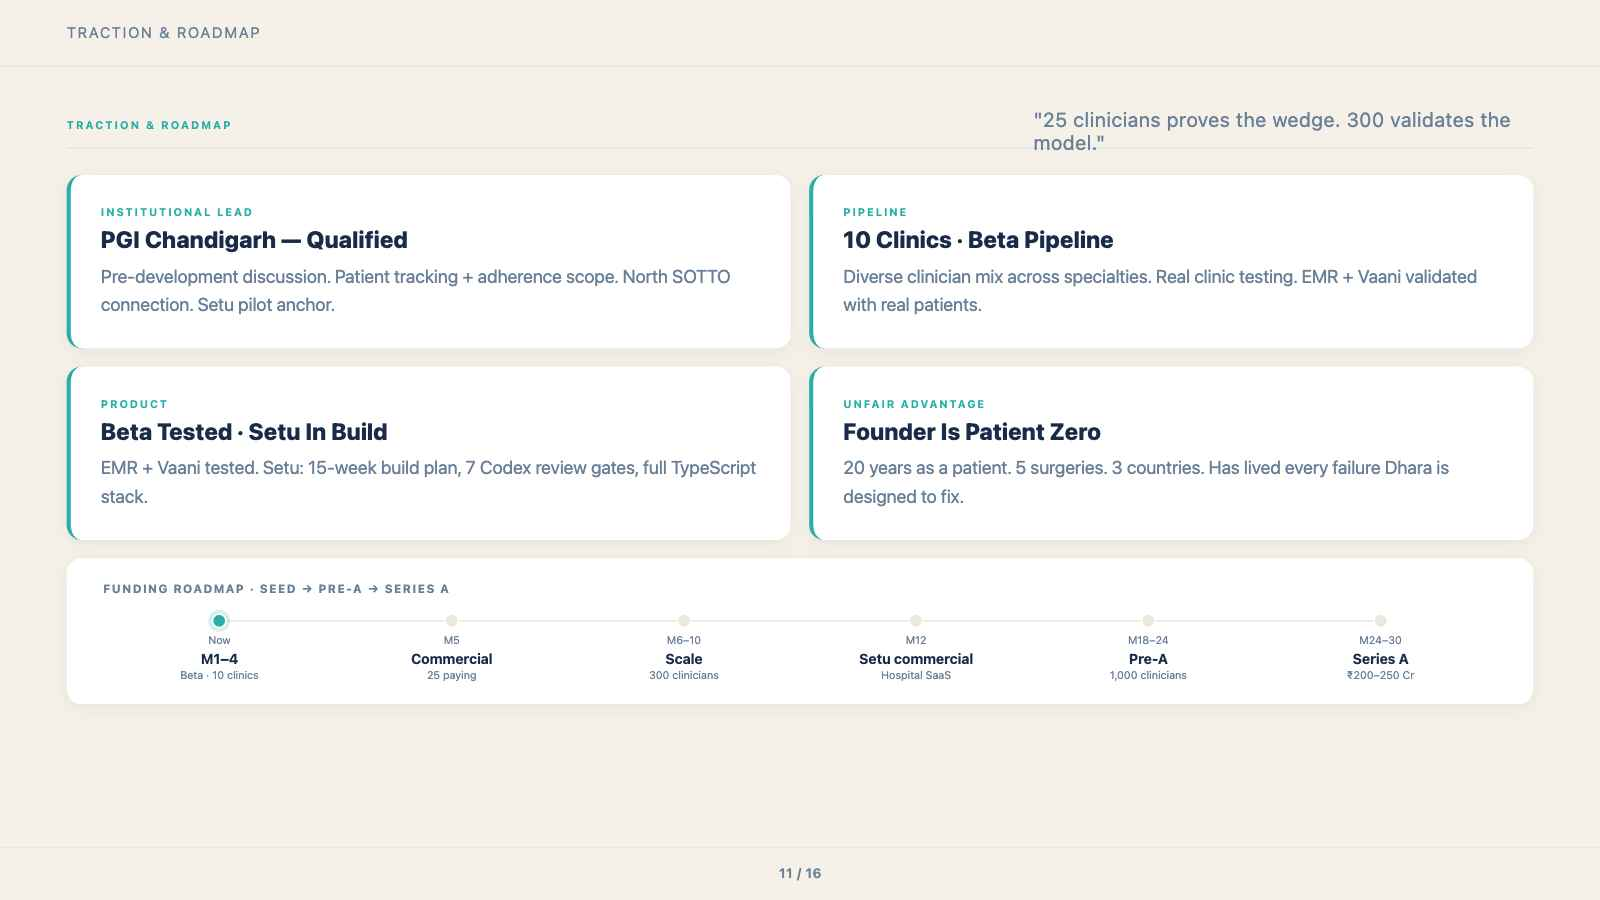 TRACTION & ROADMAP
TRACTION & ROADMAP
"25 clinicians proves the wedge. 300 validates the
model."
INSTITUTIONAL LEAD
PGI Chandigarh — Qualified
Pre-development discussion. Patient tracking + adherence scope. North SOTTO
connection. Setu pilot anchor.
PIPELINE
10 Clinics · Beta Pipeline
Diverse clinician mix across specialties. Real clinic testing. EMR + Vaani validated
with real patients.
PRODUCT
Beta Tested · Setu In Build
EMR + Vaani tested. Setu: 15-week build plan, 7 Codex review gates, full TypeScript
stack.
UNFAIR ADVANTAGE
Founder Is Patient Zero
20 years as a patient. 5 surgeries. 3 countries. Has lived every failure Dhara is
designed to fix.
FUNDING ROADMAP · SEED → PRE-A → SERIES A
Now
M1–4
Beta · 10 clinics
M5
Commercial
25 paying
M6–10
Scale
300 clinicians
M12
Setu commercial
Hospital SaaS
M18–24
Pre-A
1,000 clinicians
M24–30
Series A
₹200–250 Cr
11 / 16